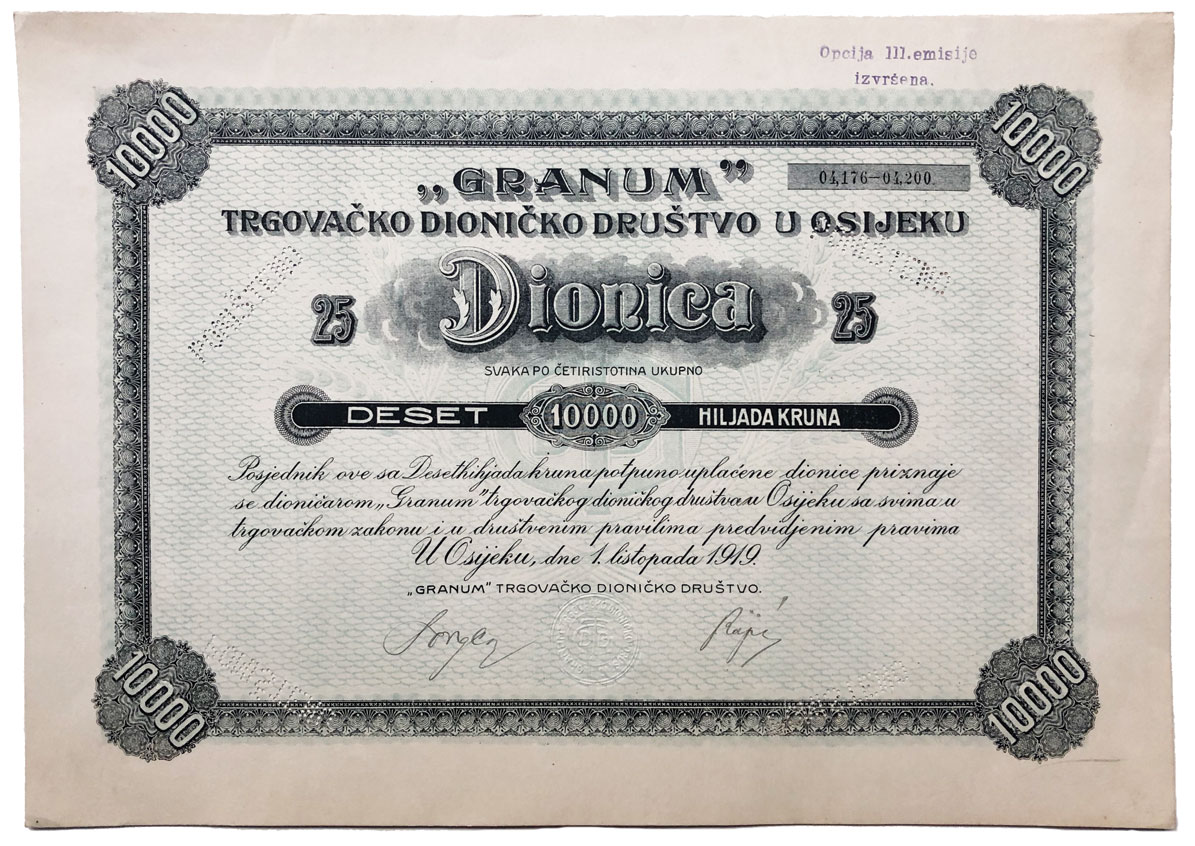 Opcija III. emisije
izvršena.
10000
10000
„GRANUM”
04,176—04,200.
TRGOVAČKO DIONIČKO DRUŠTVO U OSIJEKU
25 Dionica 25
SVAKA PO ČETIRISTOTINA UKUPNO
DESET 10000 HILJADA KRUNA
Posjednik ove sa Desethihjada kruna potpuno uplaćene dionice priznaje
se dioničarom „Granum” trgovačkog dioničkog društva u Osijeku sa svima u
trgovačkom zakonu i u društvenim pravilima predvidjenim pravima
U Osijeku, dne 1. listopada 1919.
„GRANUM” TRGOVAČKO DIONIČKO DRUŠTVO.
10000
10000